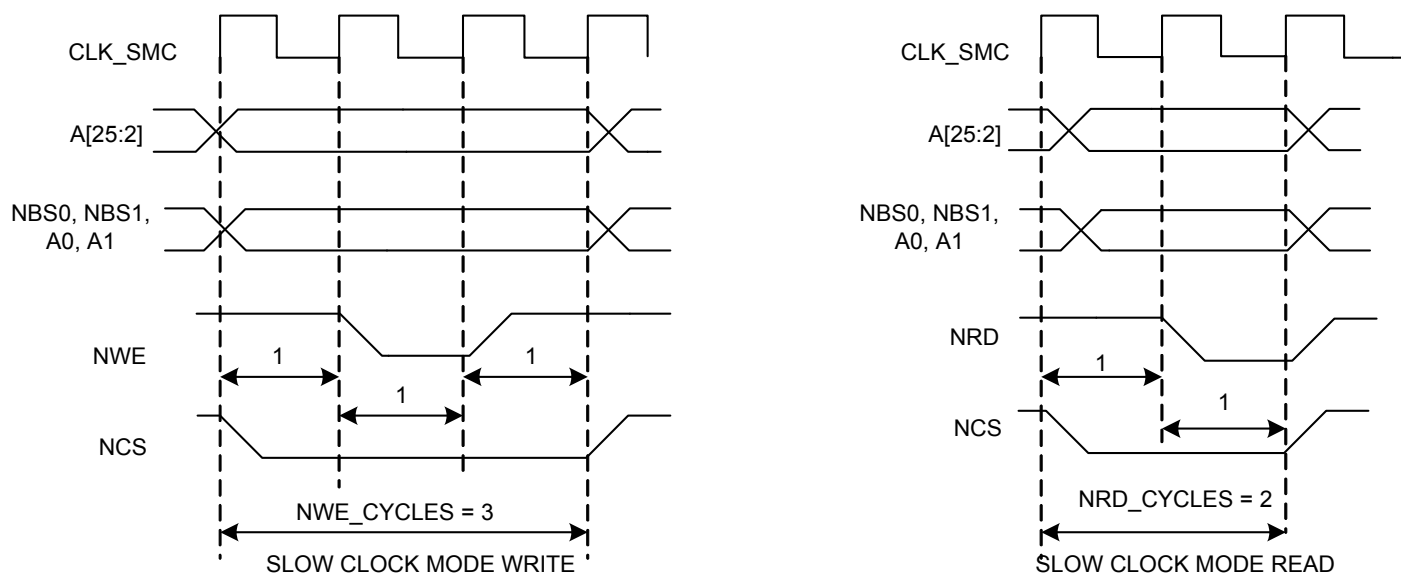 CLK_SMC
A[25:2]
NBS0, NBS1,
A0, A1
NWE
1
1
1
NCS
NWE_CYCLES = 3
SLOW CLOCK MODE WRITE
CLK_SMC
A[25:2]
NBS0, NBS1,
A0, A1
NRD
1
1
NCS
NRD_CYCLES = 2
SLOW CLOCK MODE READ